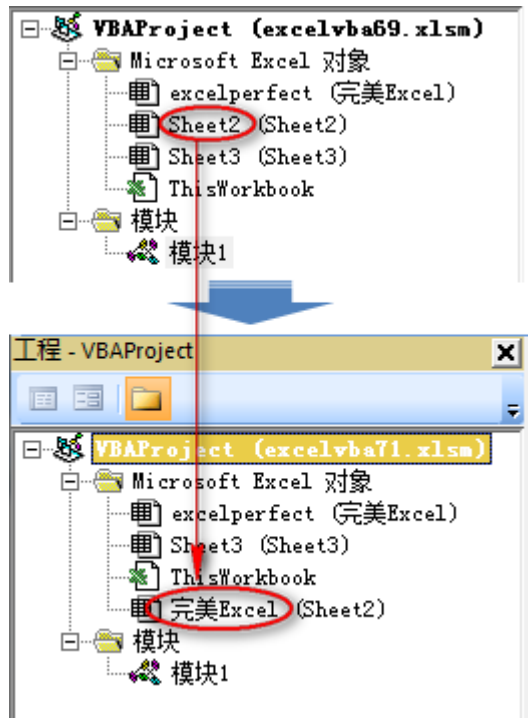 VBAProject (excelvba69.xlsm)
Microsoft Excel 对象
excelperfect (完美Excel)
Sheet2 (Sheet2)
Sheet3 (Sheet3)
ThisWorkbook
模块
模块1
工程 - VBAProject
VBAProject (excelvba71.xlsm)
Microsoft Excel 对象
excelperfect (完美Excel)
Sheet3 (Sheet3)
ThisWorkbook
完美Excel (Sheet2)
模块
模块1